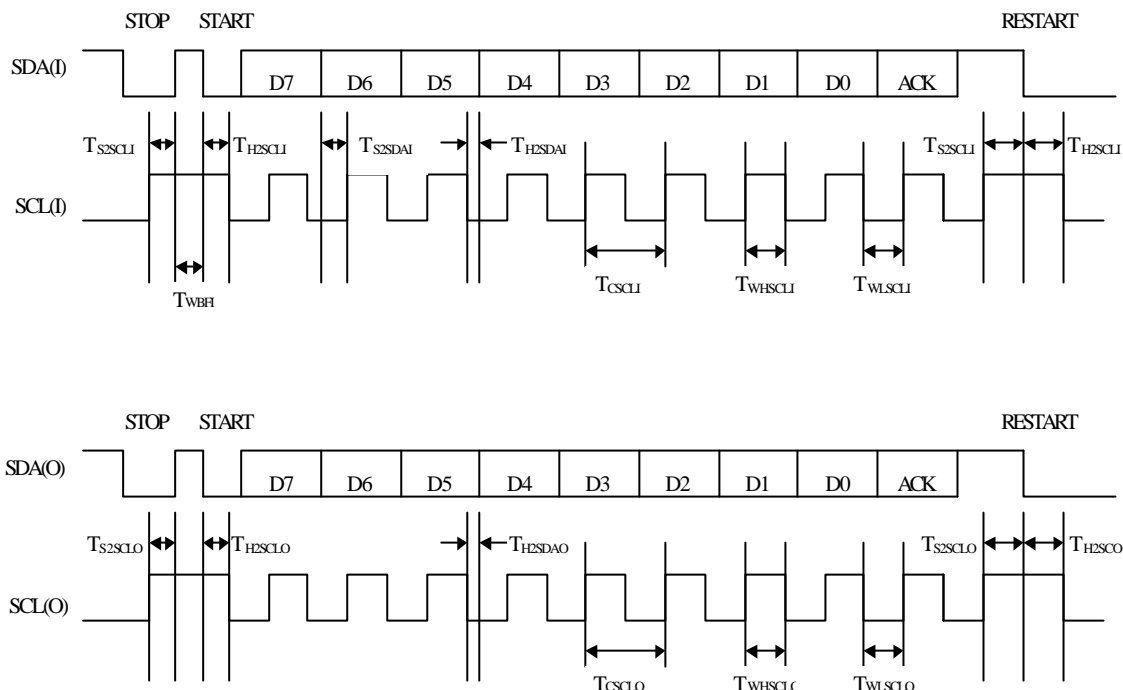 STOP START RESTART
SDA(I)
D7 D6 D5 D4 D3 D2 D1 D0 ACK
TS2SCLI TH2SCLI TS2SDAI TH2SDAI TS2SCLI TH2SCLI
SCL(I)
TCSCLI TWHSCLI TWLSCLI
TWBFI
STOP START RESTART
SDA(O)
D7 D6 D5 D4 D3 D2 D1 D0 ACK
TS2SCLO TH2SCLO TH2SDAO TS2SCLO TH2SCO
SCL(O)
TCSCLO TWHSCLO TWLSCLO